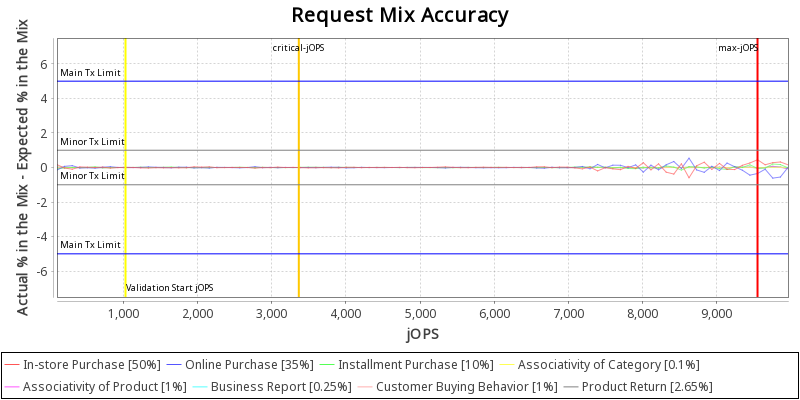 Request Mix Accuracy
Actual % in the Mix - Expected % in the Mix
critical-jOPS
max-jOPS
6
Main Tx Limit
4
2
Minor Tx Limit
0
Minor Tx Limit
-2
-4
Main Tx Limit
-6
Validation Start jOPS
1,000 2,000 3,000 4,000 5,000 6,000 7,000 8,000 9,000
jOPS
In-store Purchase [50%] Online Purchase [35%] Installment Purchase [10%] Associativity of Category [0.1%]
Associativity of Product [1%] Business Report [0.25%] Customer Buying Behavior [1%] Product Return [2.65%]